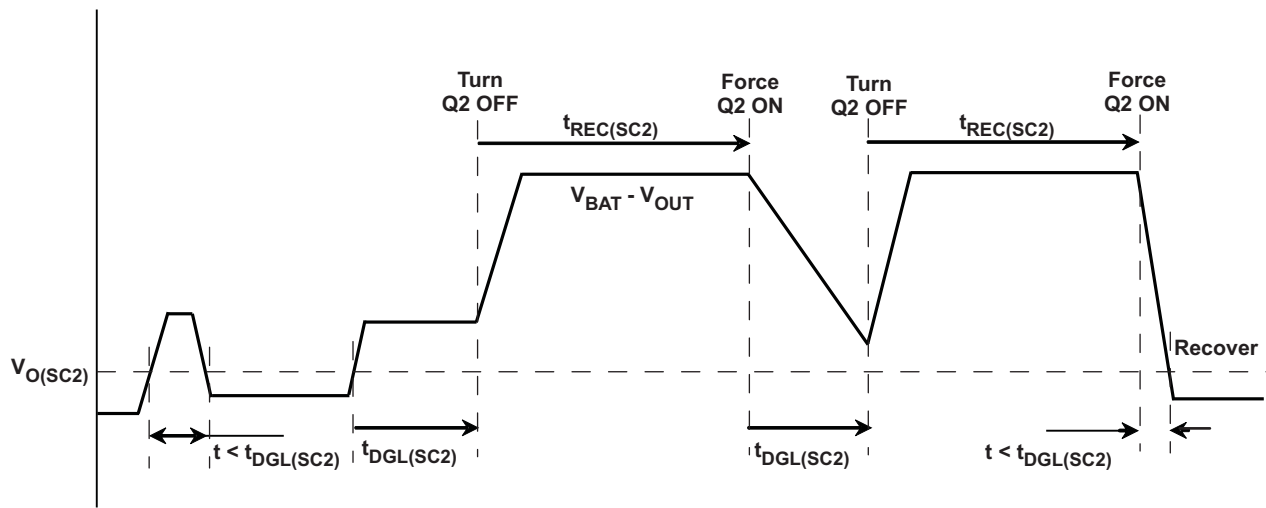 Turn
Q2 OFF
Force
Q2 ON
Turn
Q2 OFF
Force
Q2 ON
tREC(SC2)
tREC(SC2)
VBAT - VOUT
VO(SC2)
Recover
t < tDGL(SC2)
tDGL(SC2)
tDGL(SC2)
t < tDGL(SC2)